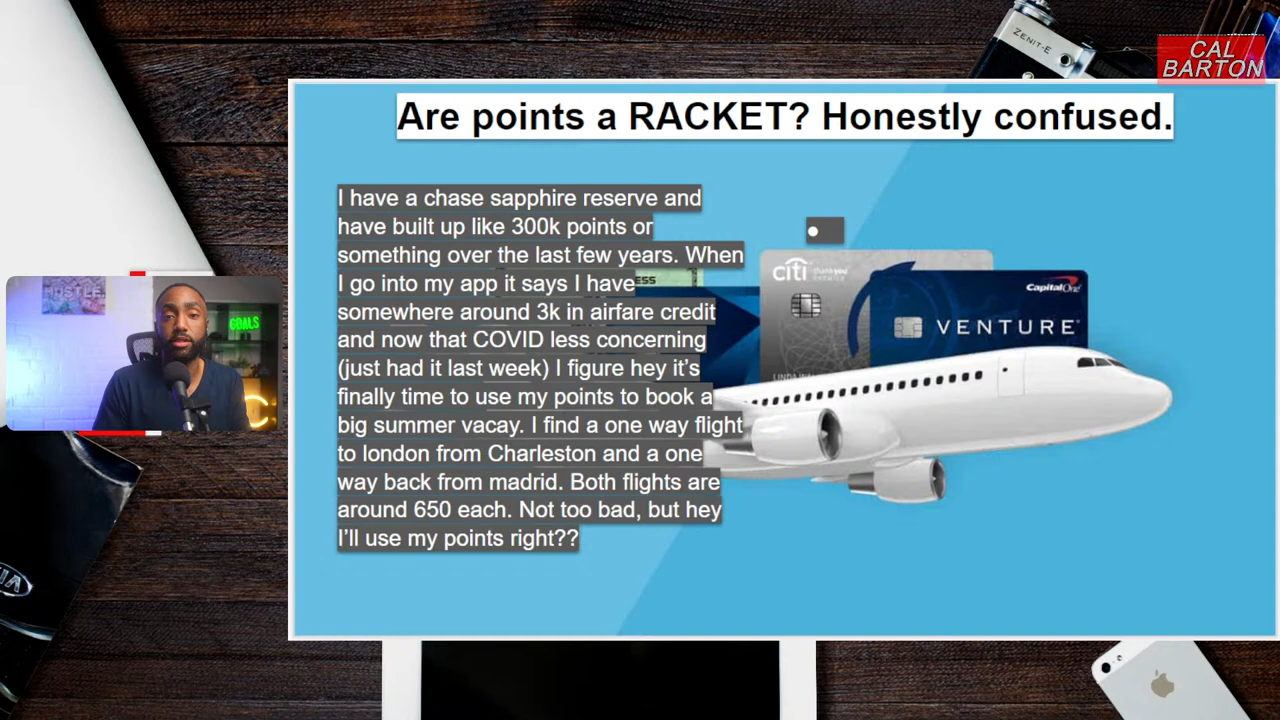 ZENIT-E
CAL
BARTON
Are points a RACKET? Honestly confused.
I have a chase sapphire reserve and
have built up like 300k points or
something over the last few years. When
I go into my app it says I have
somewhere around 3k in airfare credit
and now that COVID less concerning
(just had it last week) I figure hey it’s
finally time to use my points to book a
big summer vacay. I find a one way flight
to london from Charleston and a one
way back from madrid. Both flights are
around 650 each. Not too bad, but hey
I’ll use my points right??
citi thankyou
Capital One
VENTURE
LINDA
HUSTLE
GOALS